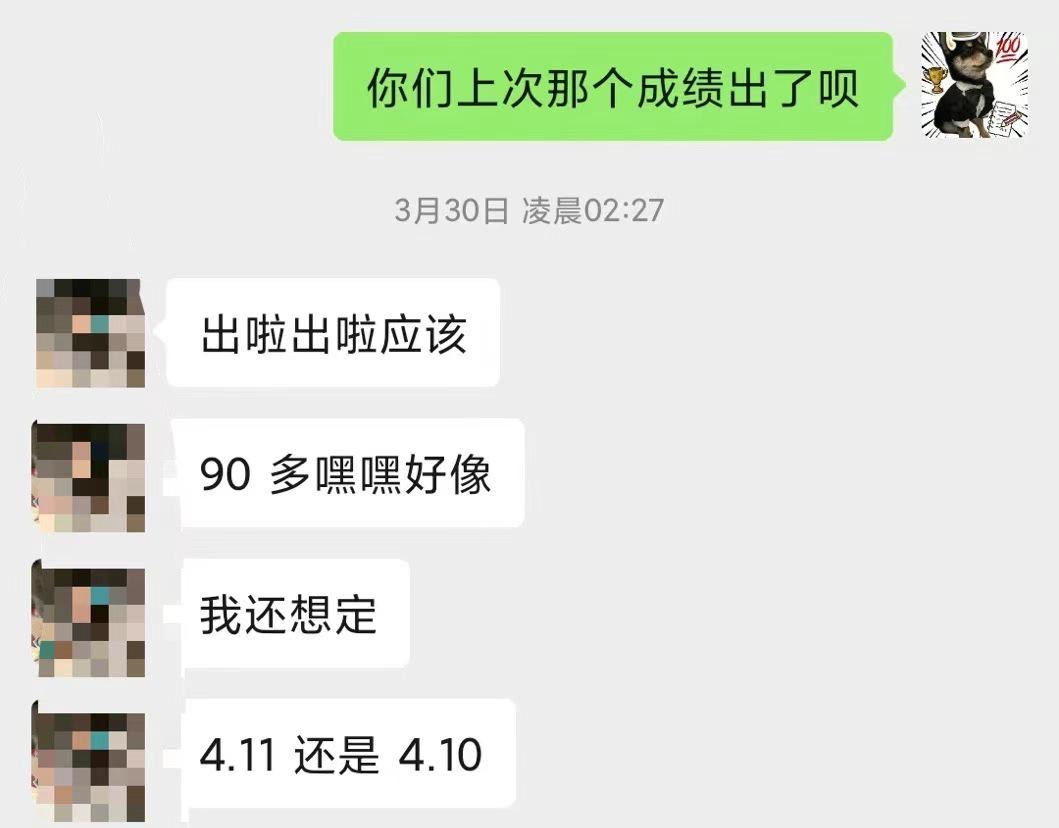 你们上次那个成绩出了呗
💯
3月30日 凌晨02:27
出啦出啦应该
90 多嘿嘿好像
我还想定
4.11 还是 4.10